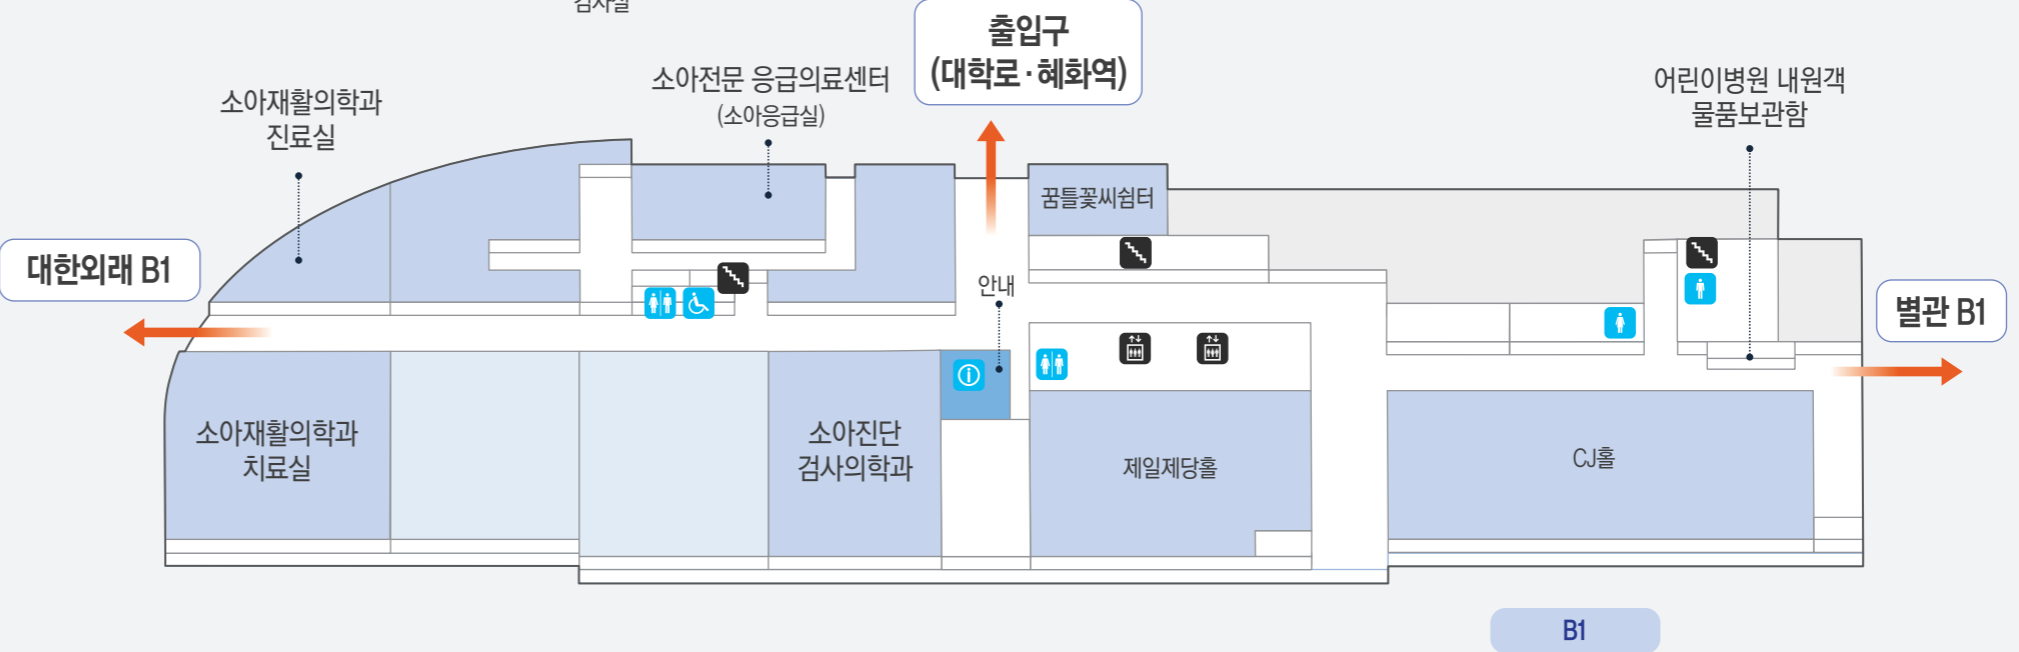 검사실
출입구
(대학로·혜화역)
소아전문 응급의료센터
(소아응급실)
소아재활의학과
진료실
어린이병원 내원객
물품보관함
꿈틀꽃씨쉼터
대한외래 B1
안내
별관 B1
소아재활의학과
치료실
소아진단
검사의학과
제일제당홀
CJ홀
B1